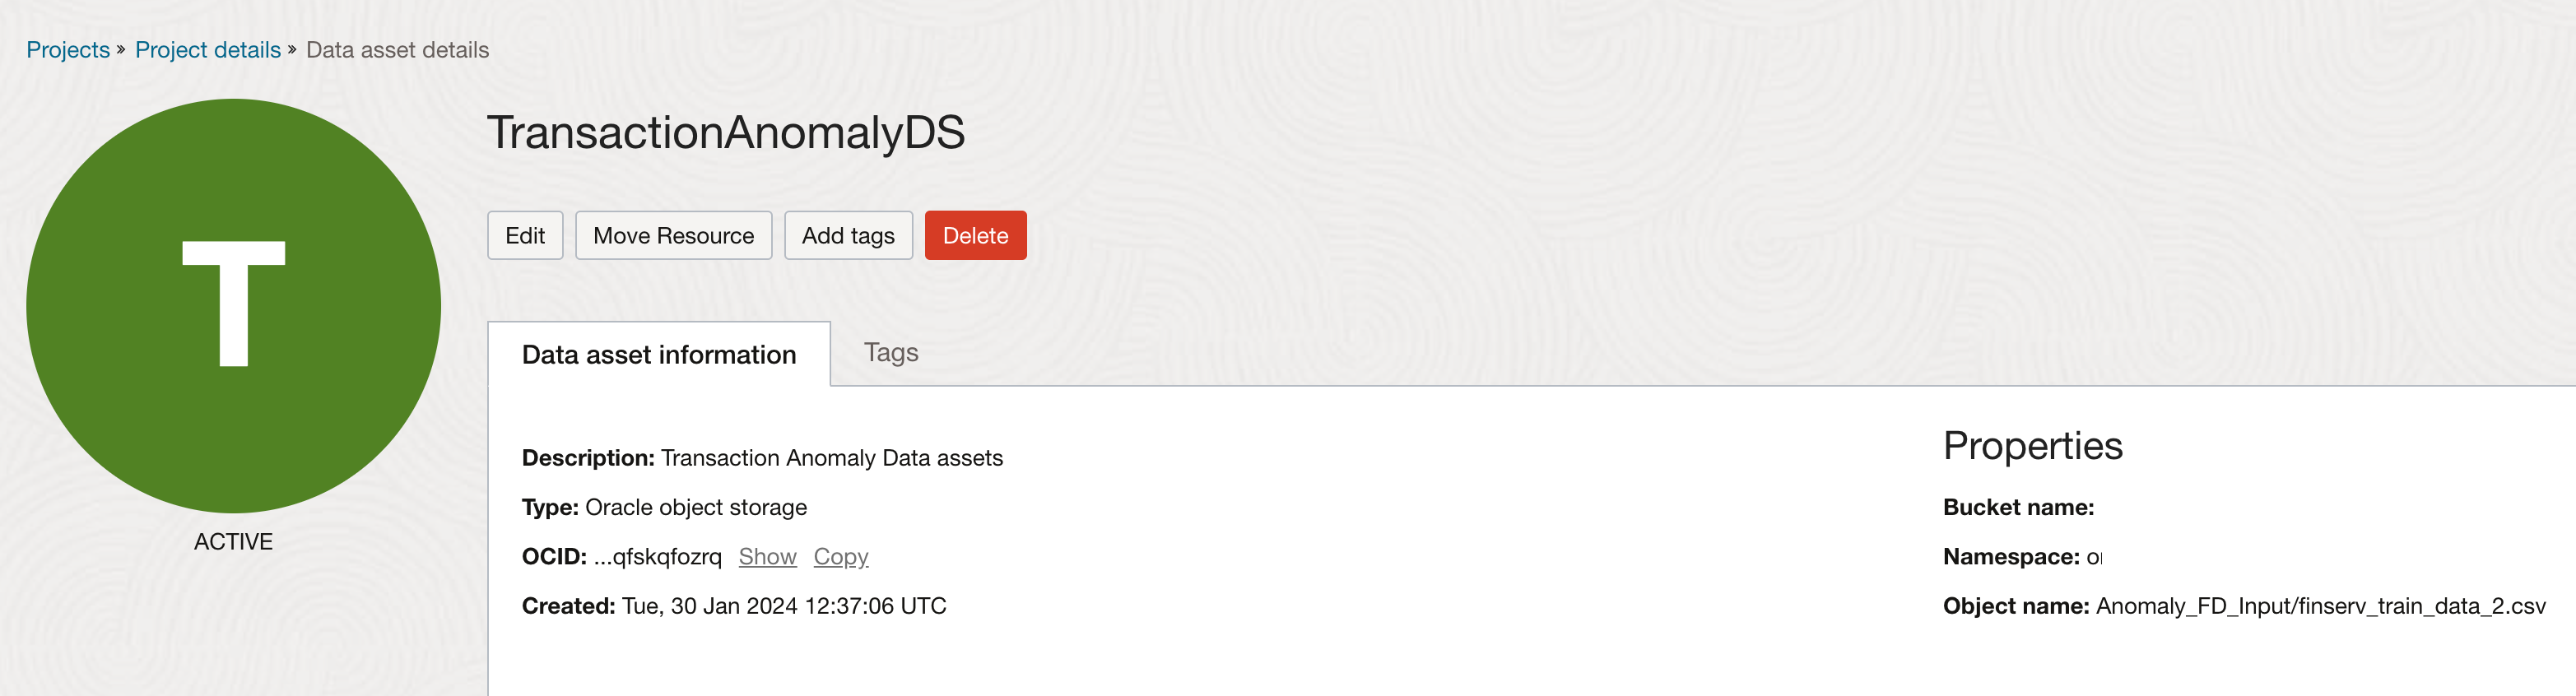 Projects » Project details » Data asset details
T
ACTIVE
TransactionAnomalyDS
Edit Move Resource Add tags Delete
Data asset information Tags
Description: Transaction Anomaly Data assets
Type: Oracle object storage
OCID: ...qfskqfozrq Show Copy
Created: Tue, 30 Jan 2024 12:37:06 UTC
Properties
Bucket name:
Namespace:
Object name: Anomaly_FD_Input/finserv_train_data_2.csv